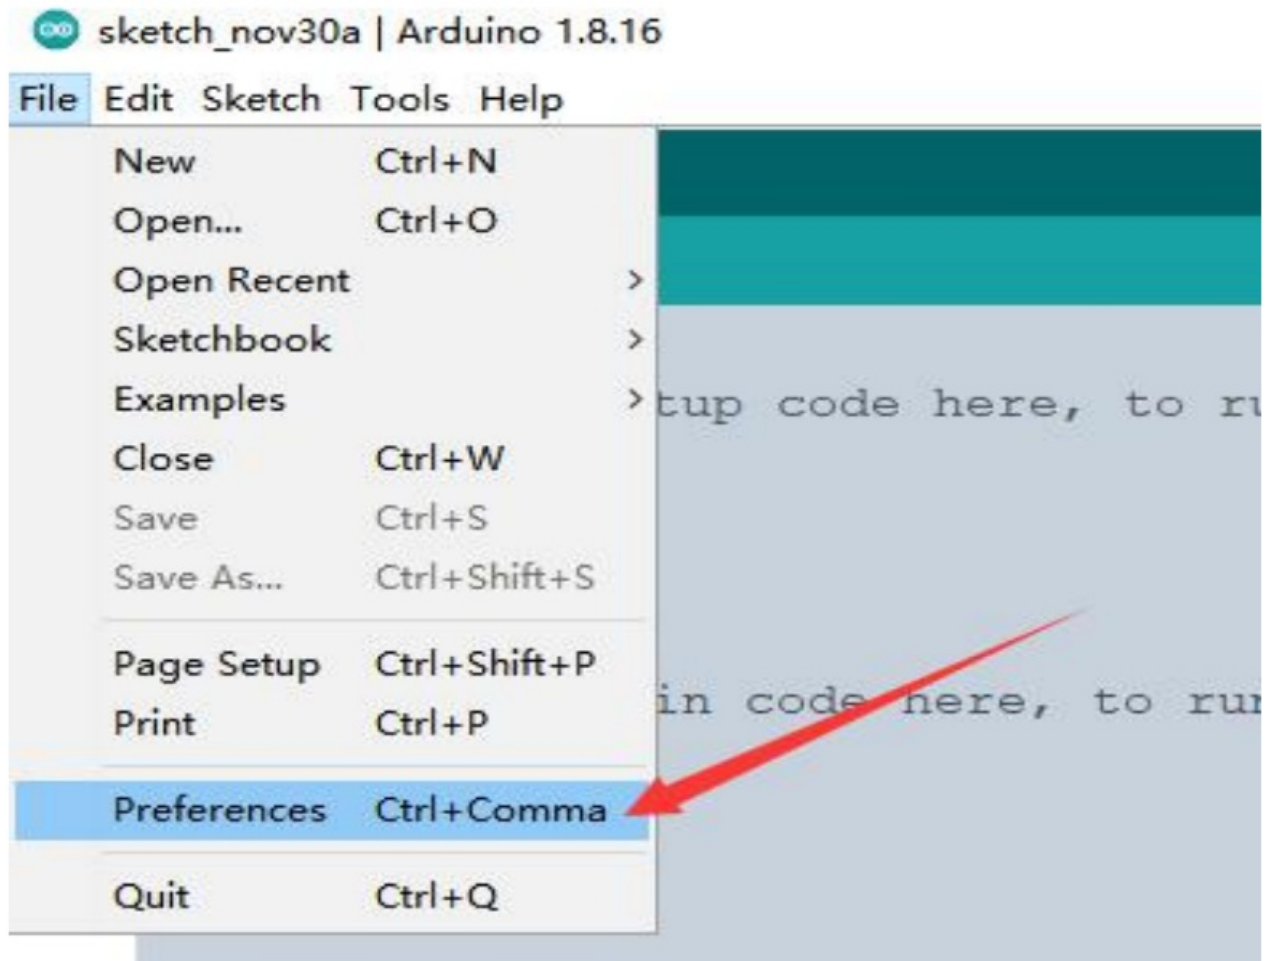 sketch_nov30a | Arduino 1.8.16
File Edit Sketch Tools Help
New Ctrl+N
Open... Ctrl+O
Open Recent >
Sketchbook >
Examples >
tup code here, to ru
Close Ctrl+W
Save Ctrl+S
Save As... Ctrl+Shift+S
Page Setup Ctrl+Shift+P
in code here, to run
Print Ctrl+P
Preferences Ctrl+Comma
Quit Ctrl+Q